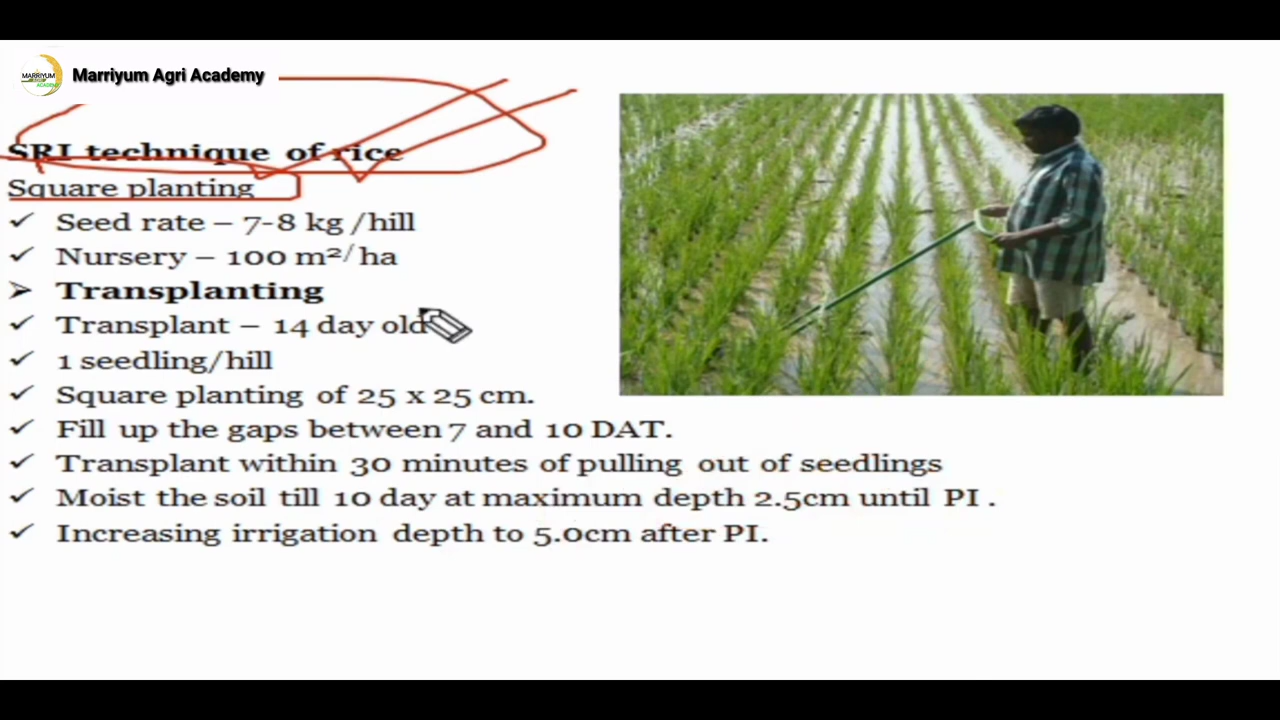 MARRIYUM
ACADEMY
Marriyum Agri Academy
SRI technique of rice
Square planting
✓ Seed rate – 7-8 kg /hill
✓ Nursery – 100 m²/ ha
➤ Transplanting
✓ Transplant – 14 day old
✓ 1 seedling/hill
✓ Square planting of 25 x 25 cm.
✓ Fill up the gaps between 7 and 10 DAT.
✓ Transplant within 30 minutes of pulling out of seedlings
✓ Moist the soil till 10 day at maximum depth 2.5cm until PI .
✓ Increasing irrigation depth to 5.0cm after PI.